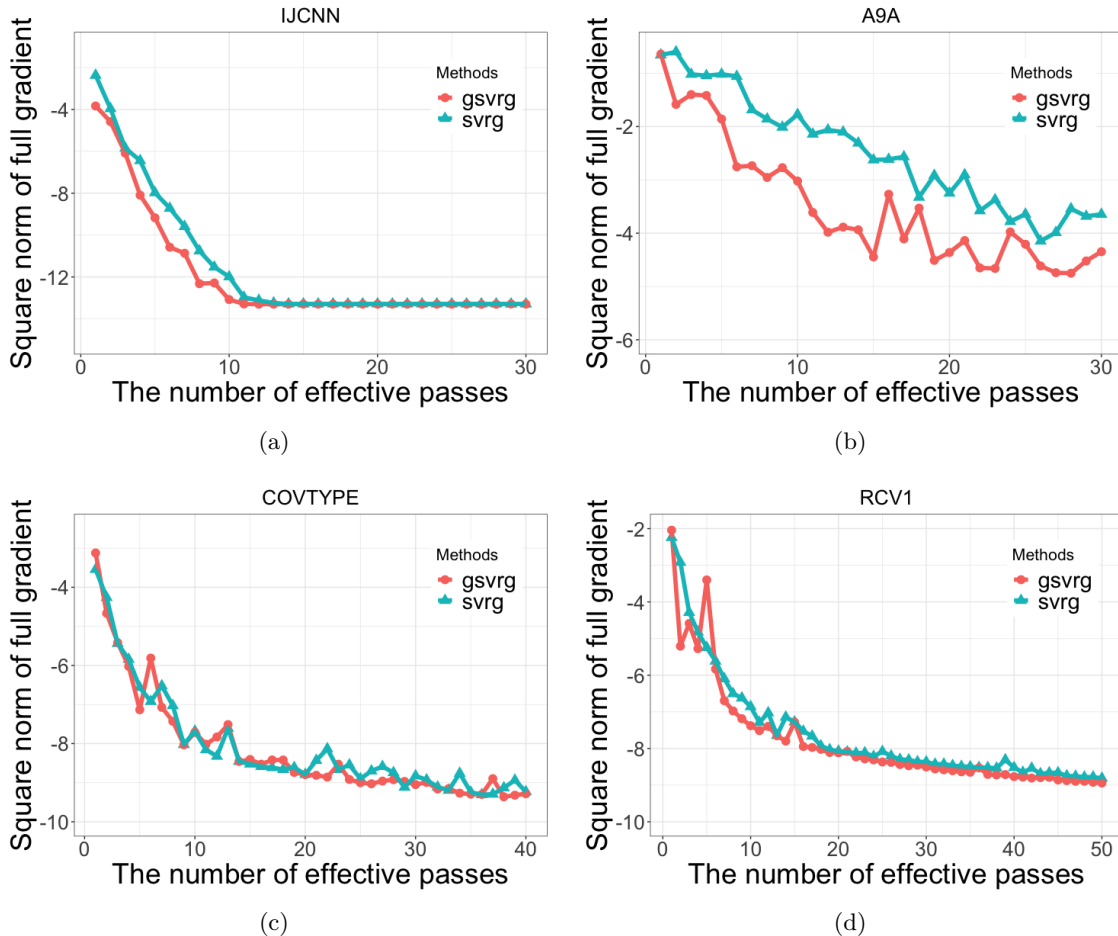 IJCNN
Square norm of full gradient
-4
-8
-12
Methods
gsvrg
svrg
0 10 20 30
The number of effective passes
(a)
A9A
Square norm of full gradient
-2
-4
-6
Methods
gsvrg
svrg
0 10 20 30
The number of effective passes
(b)
COVTYPE
Square norm of full gradient
-4
-6
-8
-10
Methods
gsvrg
svrg
0 10 20 30 40
The number of effective passes
(c)
RCV1
Square norm of full gradient
-2
-4
-6
-8
-10
Methods
gsvrg
svrg
0 10 20 30 40 50
The number of effective passes
(d)